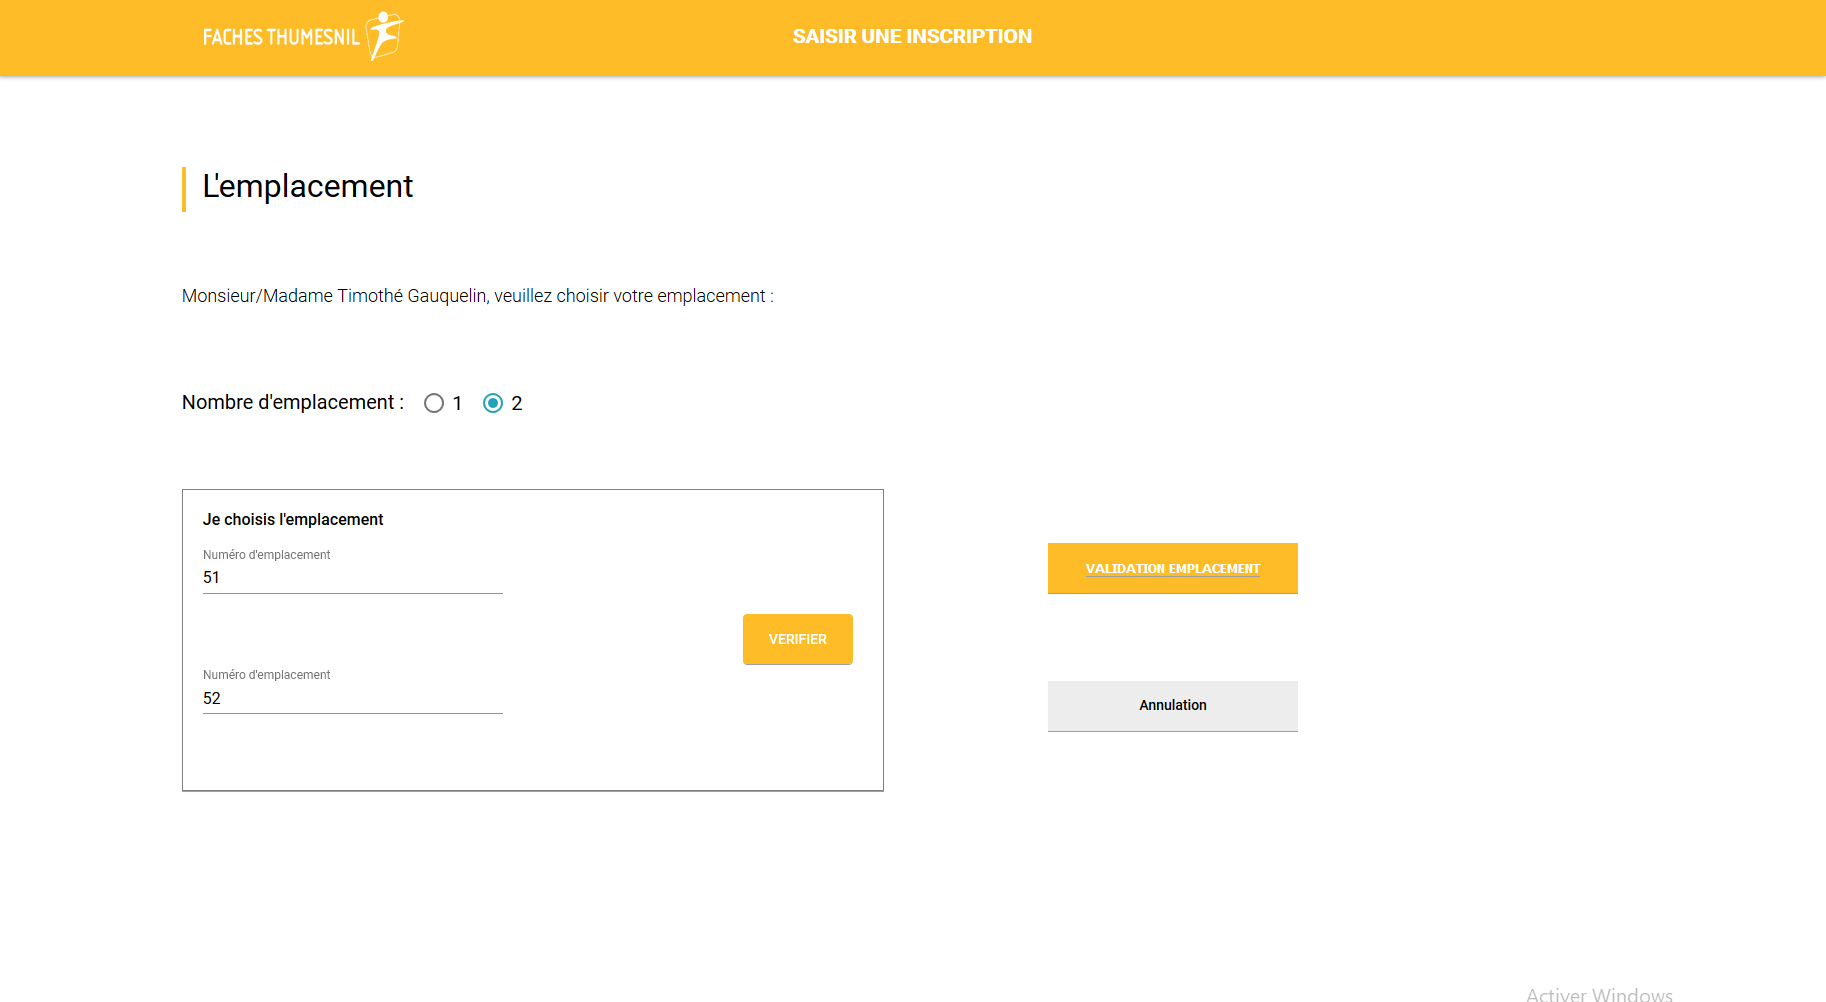 FACHES THUMESNIL
SAISIR UNE INSCRIPTION
L'emplacement
Monsieur/Madame Timothé Gauquelin, veuillez choisir votre emplacement :
Nombre d'emplacement : 1 2
Je choisis l'emplacement
Numéro d'emplacement
51
VERIFIER
Numéro d'emplacement
52
VALIDATION EMPLACEMENT
Annulation
Activer Windows